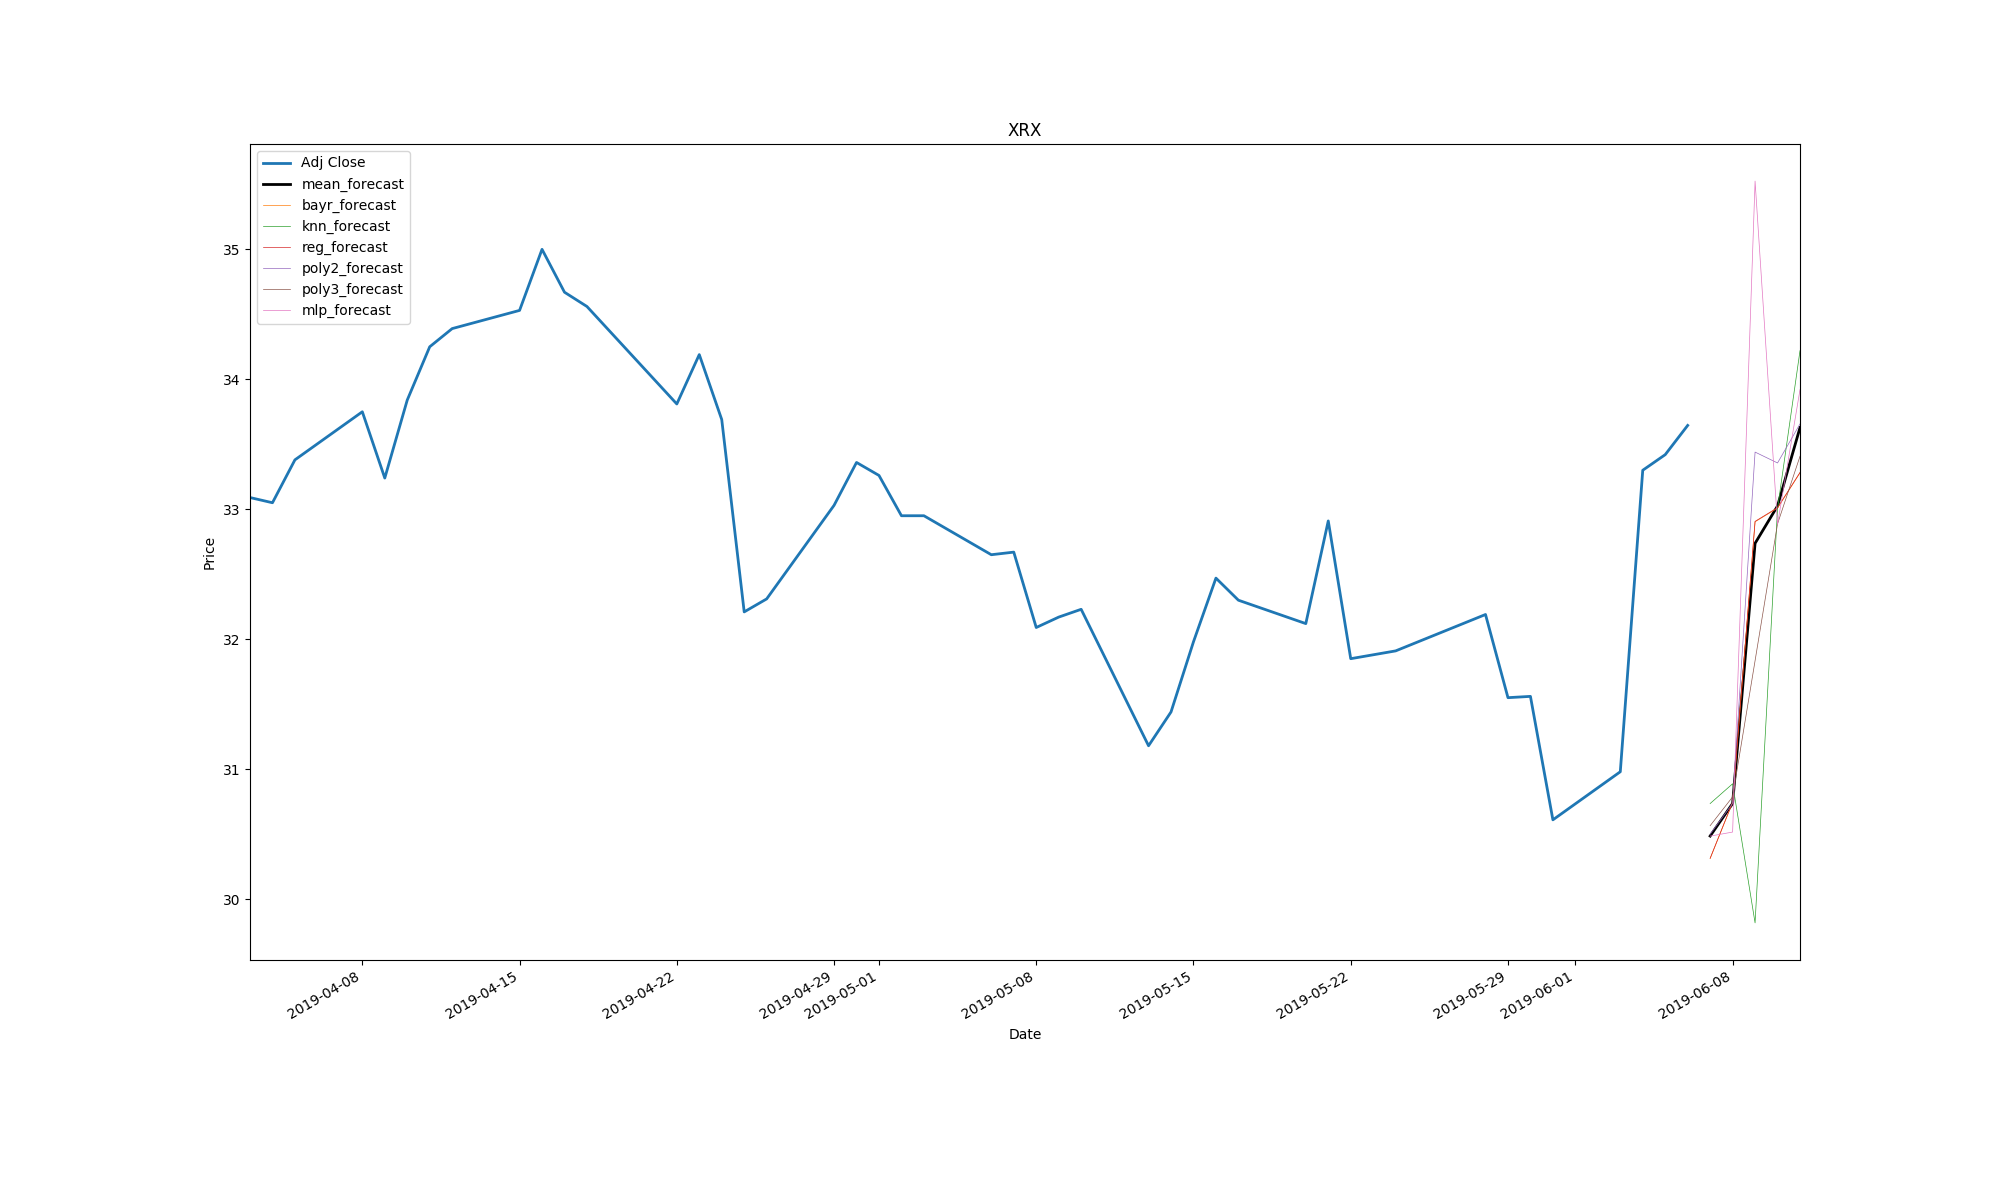 XRX
Adj Close
mean_forecast
bayr_forecast
knn_forecast
reg_forecast
poly2_forecast
poly3_forecast
mlp_forecast
35
34
33
32
31
30
Price
2019-04-08
2019-04-15
2019-04-22
2019-04-29
2019-05-01
2019-05-08
2019-05-15
2019-05-22
2019-05-29
2019-06-01
2019-06-08
Date